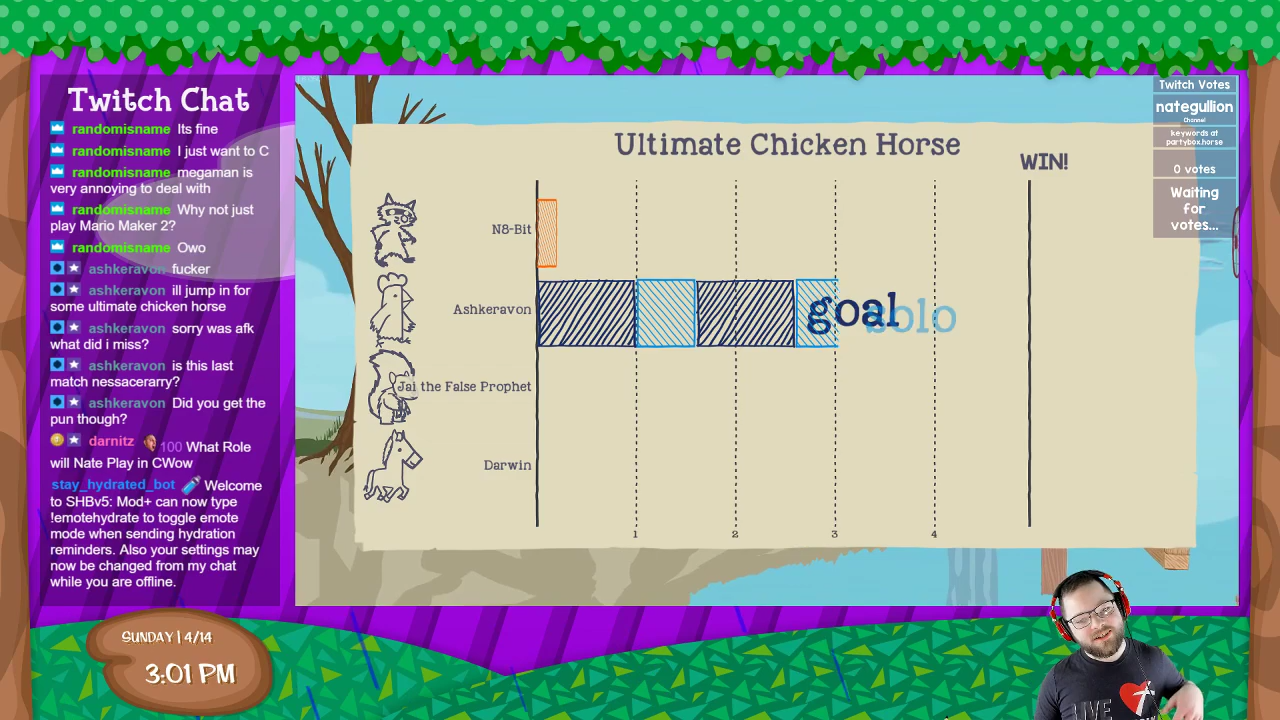 Twitch Chat
randomisname Its fine
randomisname I just want to C
randomisname megaman is
very annoying to deal with
randomisname Why not just
play Mario Maker 2?
randomisname Owo
ashkeravon fucker
ashkeravon ill jump in for
some ultimate chicken horse
ashkeravon sorry was afk
what did i miss?
ashkeravon is this last
match nessacerarry?
ashkeravon Did you get the
pun though?
darnitz 100 What Role
will Nate Play in CWow
stay_hydrated_bot Welcome
to SHBv5: Mod+ can now type
!emotehydrate to toggle emote
mode when sending hydration
reminders. Also your settings may
now be changed from my chat
while you are offline.
SUNDAY | 4/14
3:01 PM
Ultimate Chicken Horse
WIN!
N8-Bit
Ashkeravon
goal
solo
Jai the False Prophet
Darwin
1 2 3 4
Twitch Votes
nategullion
Channel
keywords at
partybox.horse
0 votes
Waiting
for
votes...
LIVE